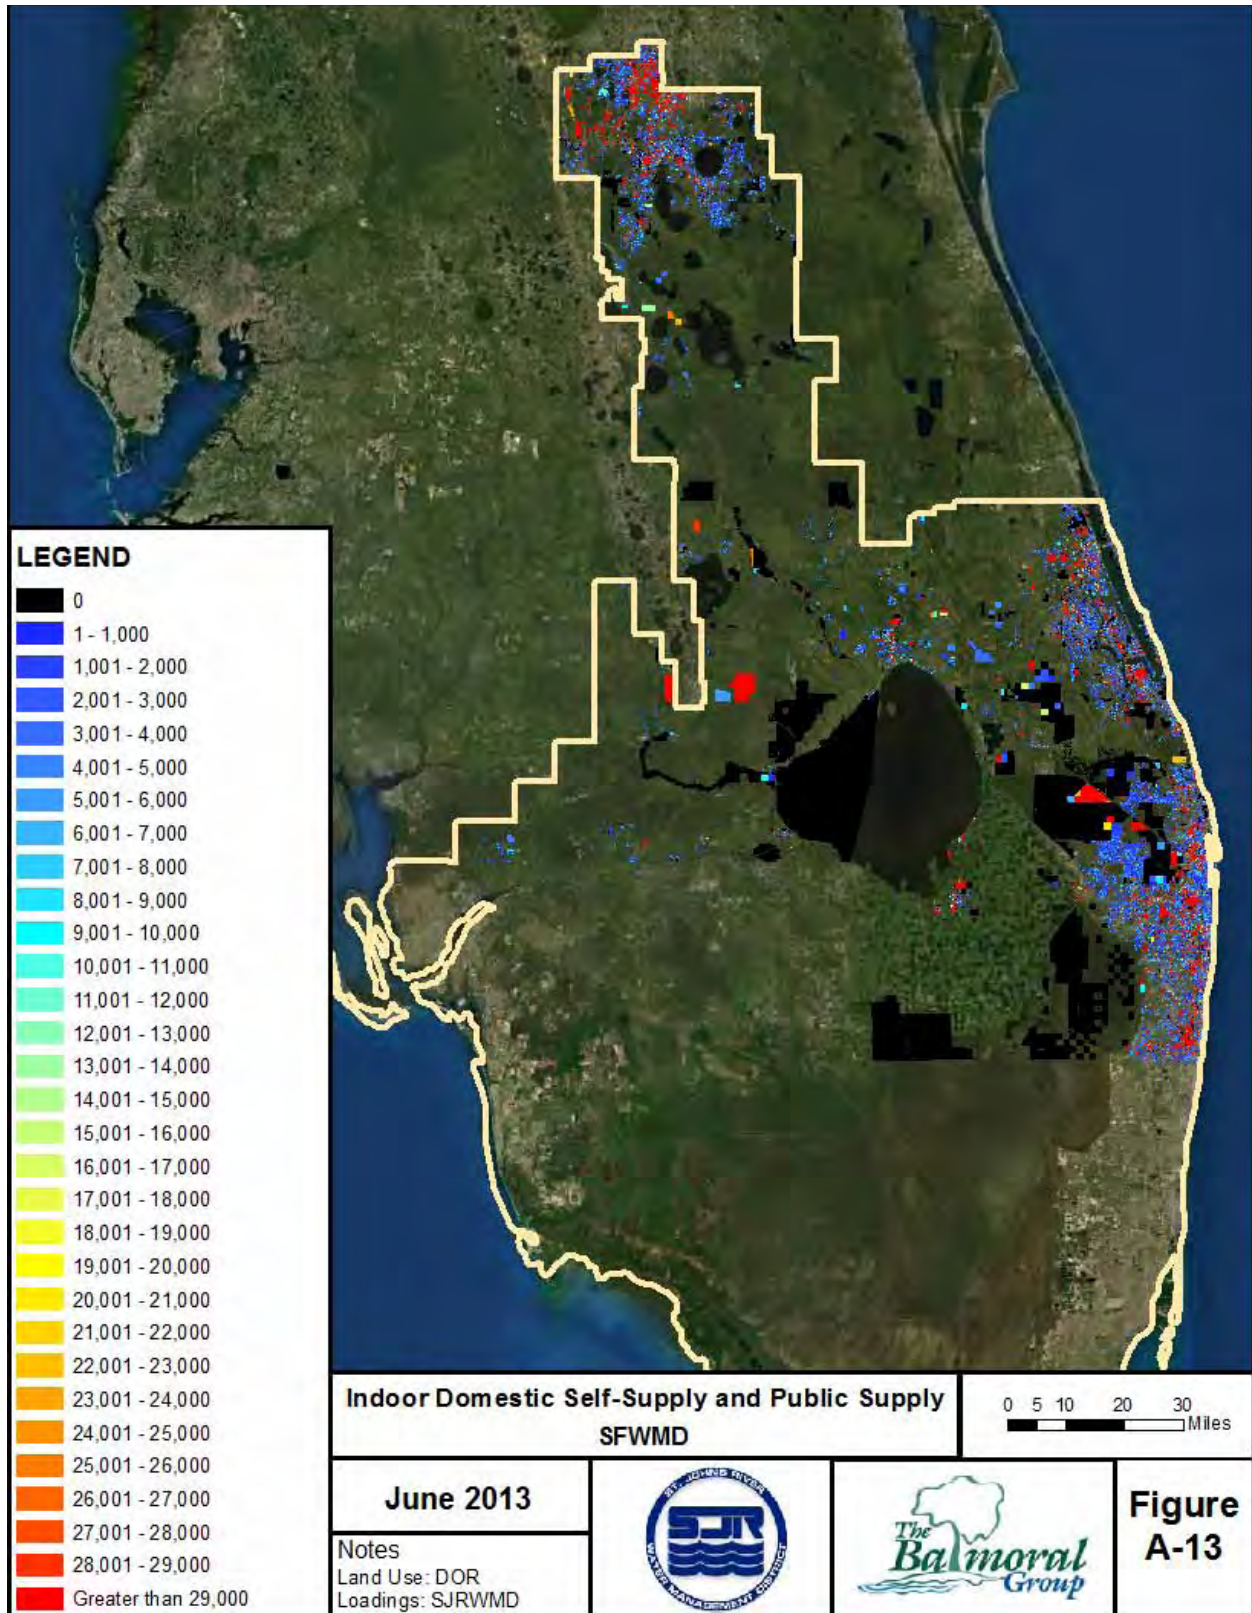 LEGEND
0
1 - 1,000
1,001 - 2,000
2,001 - 3,000
3,001 - 4,000
4,001 - 5,000
5,001 - 6,000
6,001 - 7,000
7,001 - 8,000
8,001 - 9,000
9,001 - 10,000
10,001 - 11,000
11,001 - 12,000
12,001 - 13,000
13,001 - 14,000
14,001 - 15,000
15,001 - 16,000
16,001 - 17,000
17,001 - 18,000
18,001 - 19,000
19,001 - 20,000
20,001 - 21,000
21,001 - 22,000
22,001 - 23,000
23,001 - 24,000
24,001 - 25,000
25,001 - 26,000
26,001 - 27,000
27,001 - 28,000
28,001 - 29,000
Greater than 29,000
Indoor Domestic Self-Supply and Public Supply
SFWMD
0 5 10 20 30
Miles
June 2013
Notes
Land Use: DOR
Loadings: SJRWMD
ST. JOHNS RIVER
SJR
WATER MANAGEMENT DISTRICT
The
Balmoral
Group
Figure
A-13